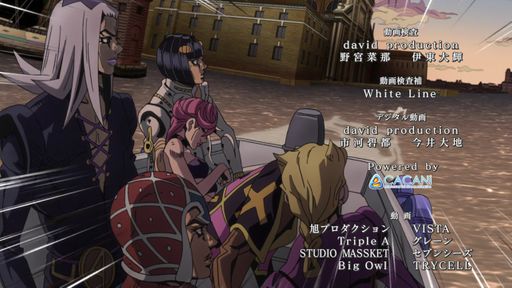 動画検査
david production
野宮菜那　伊東大輝
動画検査補
White Line
デジタル動画
david production
市河碧都　今井大地
Powered by
CACANi
動 画
旭プロダクション　VISTA
Triple A　グレーン
STUDIO MASSKET　セブンシーズ
Big Owl　TRYCELL